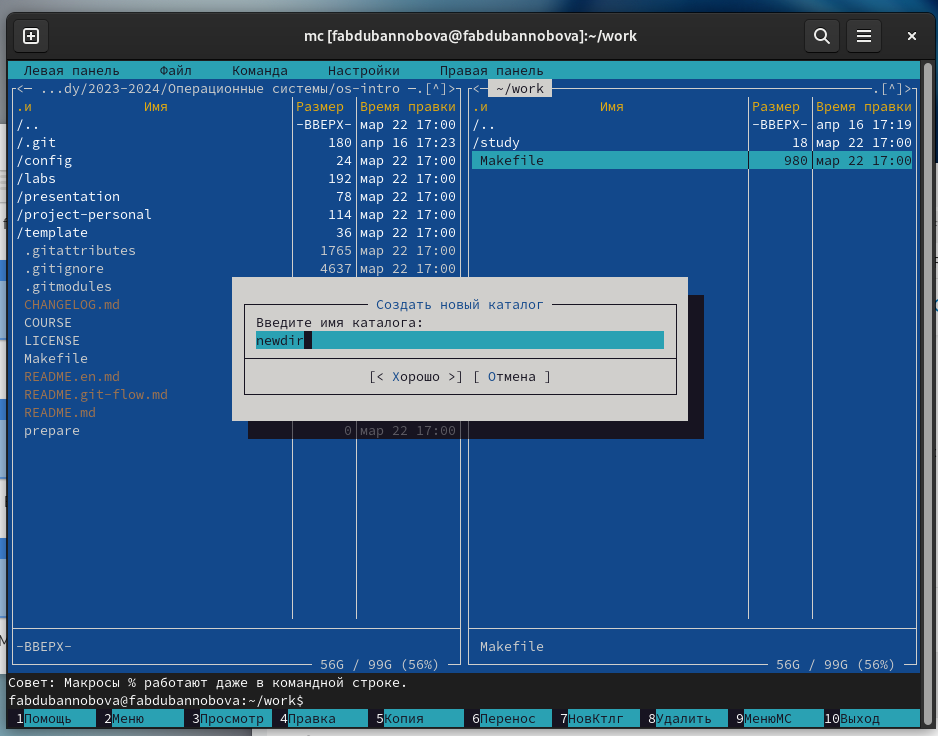 mc [fabdubannobova@fabdubannobova]:~/work
Левая панель Файл Команда Настройки Правая панель
<─ ...dy/2023-2024/Операционные системы/os-intro ─.[^]> <─ ~/work .[^]>
.и Имя Размер Время правки .и Имя Размер Время правки
/.. -ВВЕРХ- мар 22 17:00 /.. -ВВЕРХ- апр 16 17:19
/.git 180 апр 16 17:23 /study 18 мар 22 17:00
/config 24 мар 22 17:00 Makefile 980 мар 22 17:00
/labs 192 мар 22 17:00
/presentation 78 мар 22 17:00
/project-personal 114 мар 22 17:00
/template 36 мар 22 17:00
.gitattributes 1765 мар 22 17:00
.gitignore 4637 мар 22 17:00
.gitmodules
CHANGELOG.md Создать новый каталог
COURSE Введите имя каталога:
LICENSE newdir
Makefile
README.en.md [< Хорошо >] [ Отмена ]
README.git-flow.md
README.md
prepare 0 мар 22 17:00
-ВВЕРХ- Makefile
56G / 99G (56%) 56G / 99G (56%)
Совет: Макросы % работают даже в командной строке.
fabdubannobova@fabdubannobova:~/work$
1Помощь 2Меню 3Просмотр 4Правка 5Копия 6Перенос 7НовКтлг 8Удалить 9МенюМС 10Выход